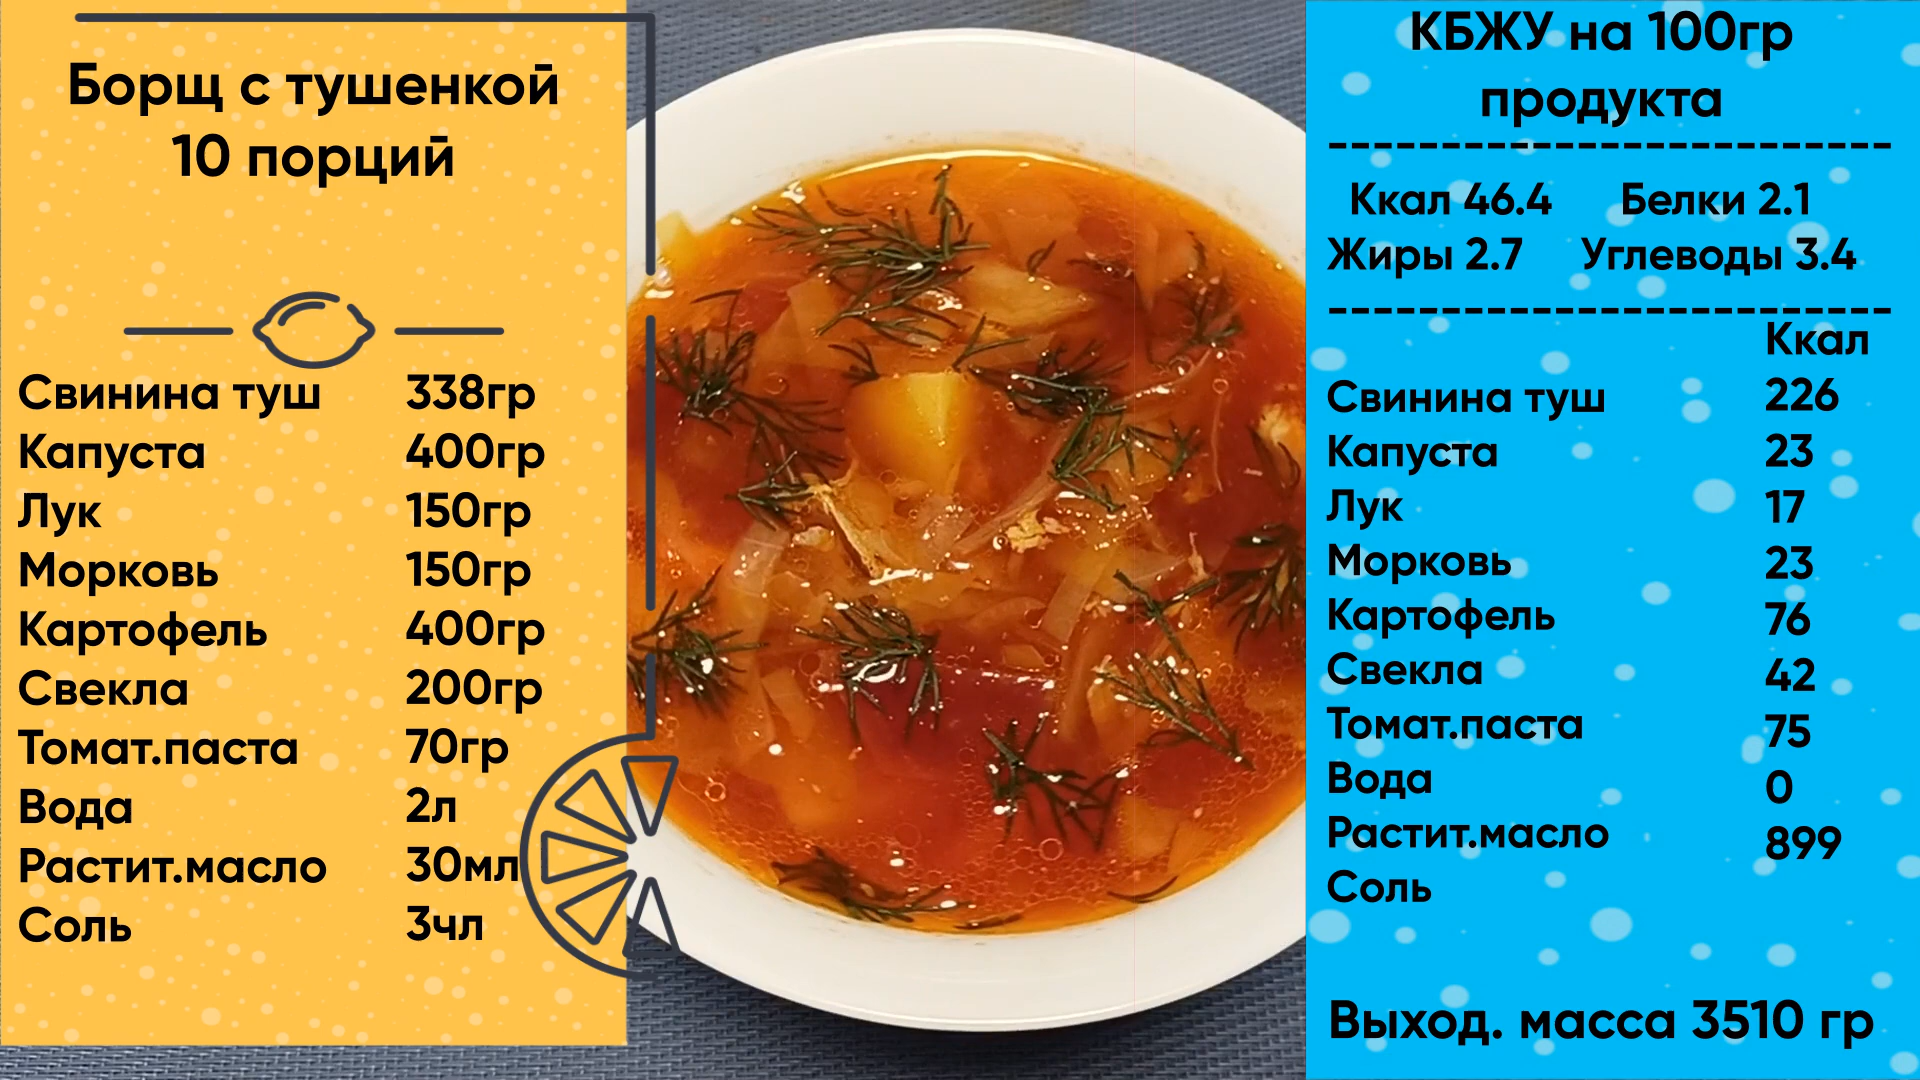 Борщ с тушенкой
10 порций
Свинина туш 338гр
Капуста 400гр
Лук 150гр
Морковь 150гр
Картофель 400гр
Свекла 200гр
Томат.паста 70гр
Вода 2л
Растит.масло 30мл
Соль 3чл
КБЖУ на 100гр
продукта
--------------------------
Ккал 46.4 Белки 2.1
Жиры 2.7 Углеводы 3.4
--------------------------
Ккал
Свинина туш 226
Капуста 23
Лук 17
Морковь 23
Картофель 76
Свекла 42
Томат.паста 75
Вода 0
Растит.масло 899
Соль
Выход. масса 3510 гр